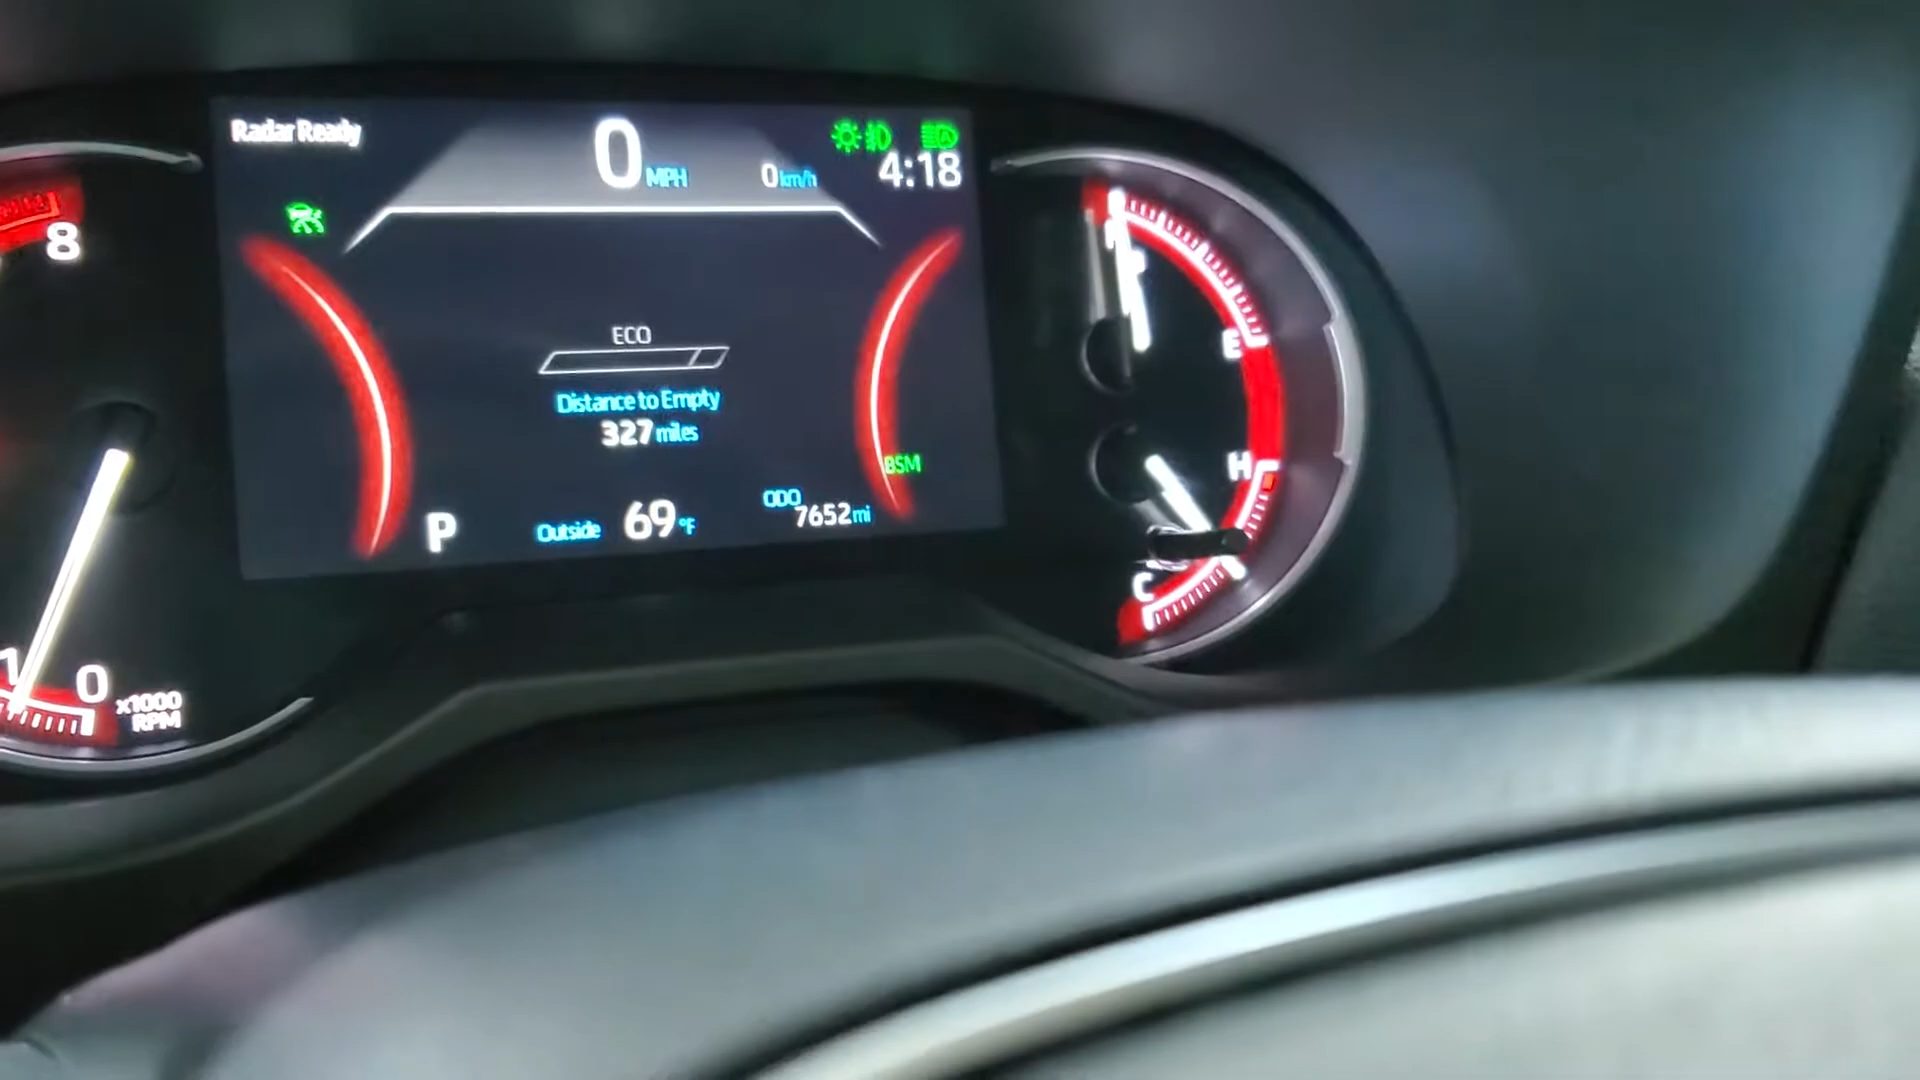 Radar Ready
0 MPH
0 km/h
4:18
8
ECO
Distance to Empty
327 miles
BSM
P
Outside 69 °F
ODO
7652 mi
F
E
H
C
1
0
x1000
RPM